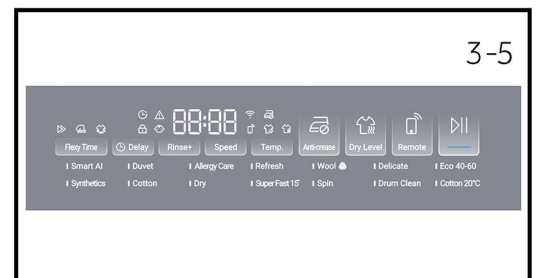 3-5
88:88
Flexy Time Delay Rinse+ Speed Temp. Anti-crease Dry Level Remote
Smart AI Duvet Allergy Care Refresh Wool Delicate Eco 40-60
Synthetics Cotton Dry Super Fast 15' Spin Drum Clean Cotton 20°C